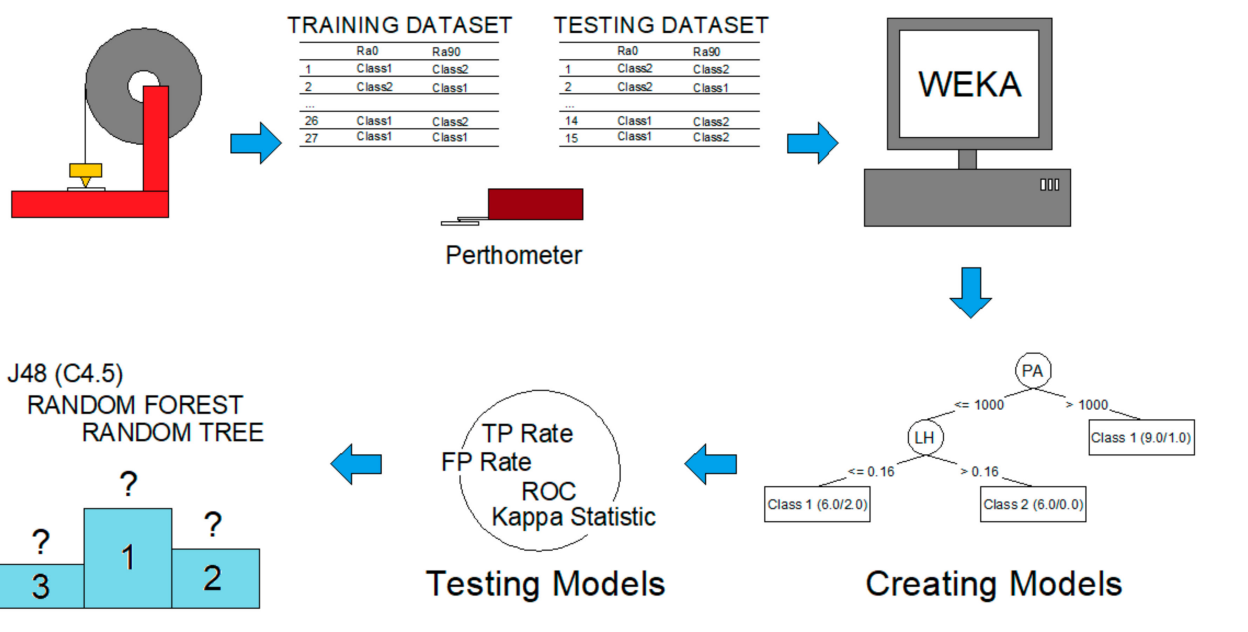 TRAINING DATASET
Ra0 Ra90
1 Class1 Class2
2 Class2 Class1
...
26 Class1 Class2
27 Class1 Class1
TESTING DATASET
Ra0 Ra90
1 Class2 Class2
2 Class2 Class1
...
14 Class1 Class2
15 Class1 Class2
WEKA
Perthometer
PA
<= 1000 > 1000
LH
Class 1 (9.0/1.0)
<= 0.16 > 0.16
Class 1 (6.0/2.0) Class 2 (6.0/0.0)
Creating Models
TP Rate
FP Rate
ROC
Kappa Statistic
Testing Models
J48 (C4.5)
RANDOM FOREST
RANDOM TREE
?
?
?
1
3
2